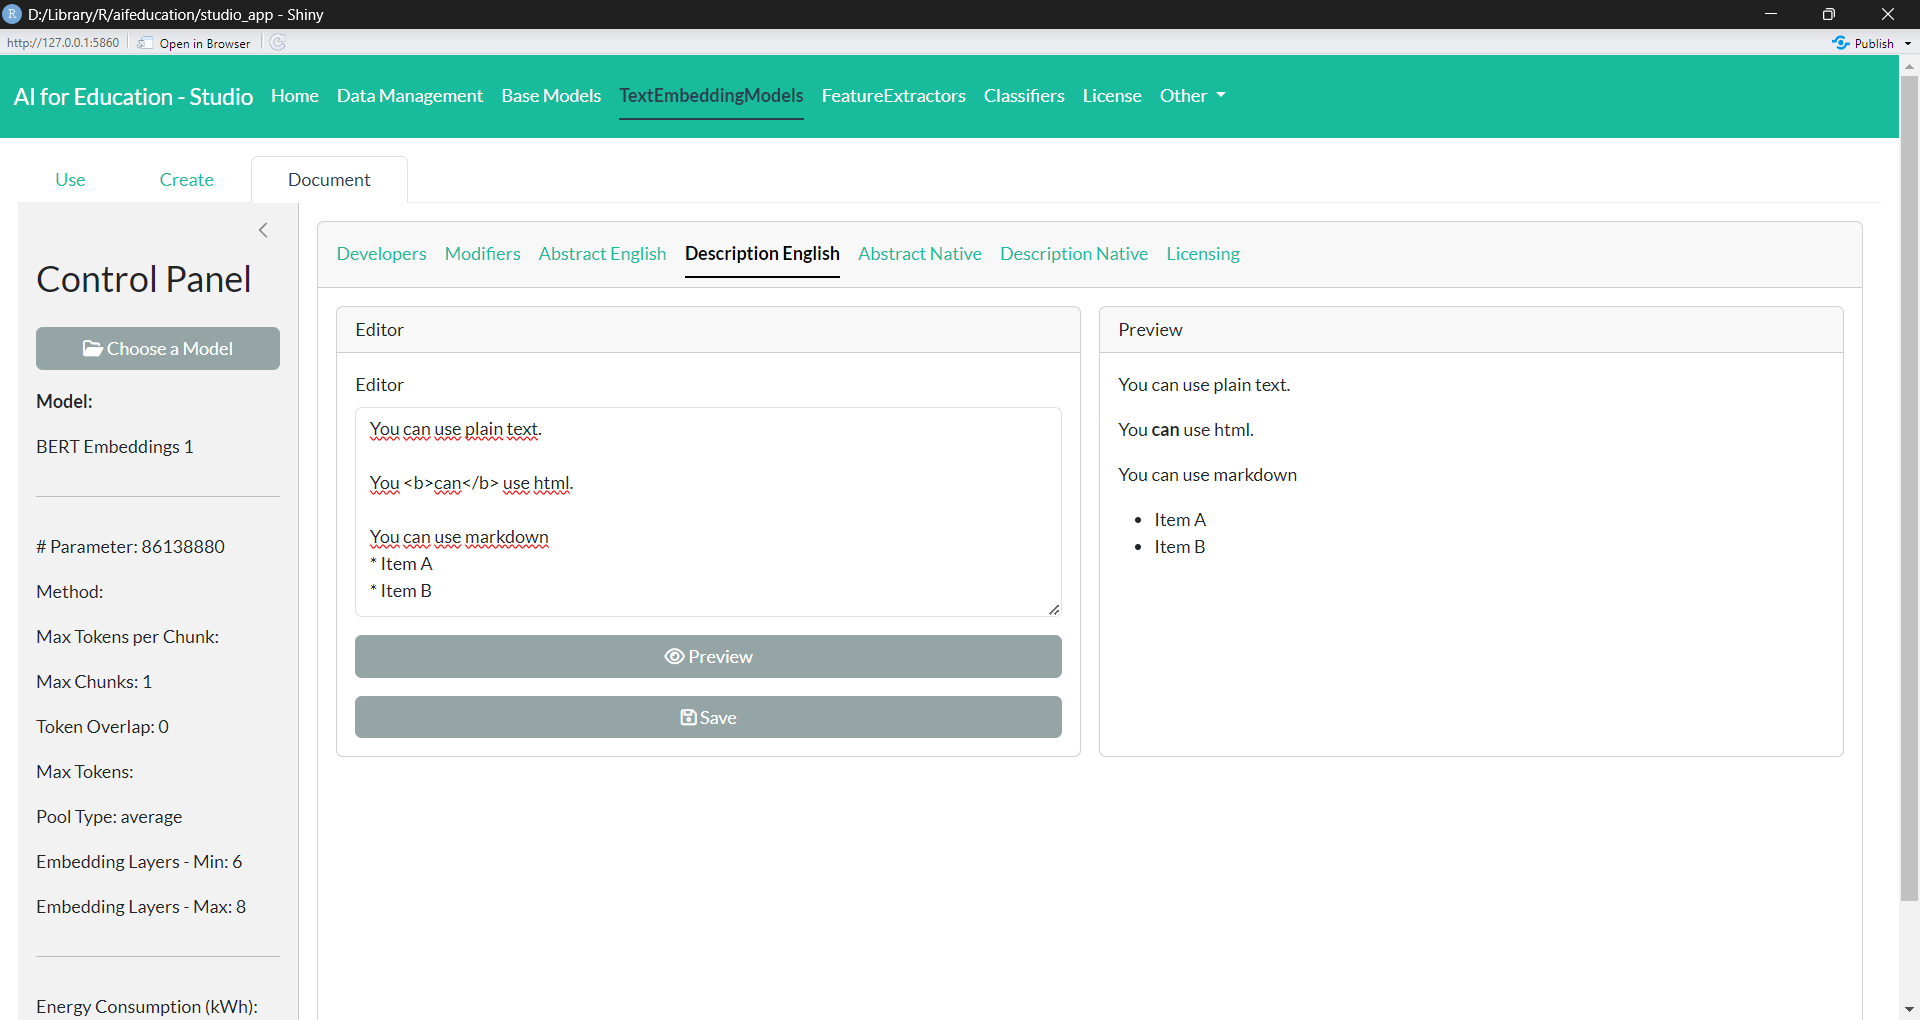 D:/Library/R/aifeducation/studio_app - Shiny
http://127.0.0.1:5860 Open in Browser Publish
AI for Education - Studio Home Data Management Base Models TextEmbeddingModels FeatureExtractors Classifiers License Other
Use Create Document
Control Panel
Choose a Model
Model:
BERT Embeddings 1
# Parameter: 86138880
Method:
Max Tokens per Chunk:
Max Chunks: 1
Token Overlap: 0
Max Tokens:
Pool Type: average
Embedding Layers - Min: 6
Embedding Layers - Max: 8
Energy Consumption (kWh):
Developers Modifiers Abstract English Description English Abstract Native Description Native Licensing
Editor
Editor
You can use plain text.
You <b>can</b> use html.
You can use markdown
* Item A
* Item B
Preview
Save
Preview
You can use plain text.
You can use html.
You can use markdown
• Item A
• Item B